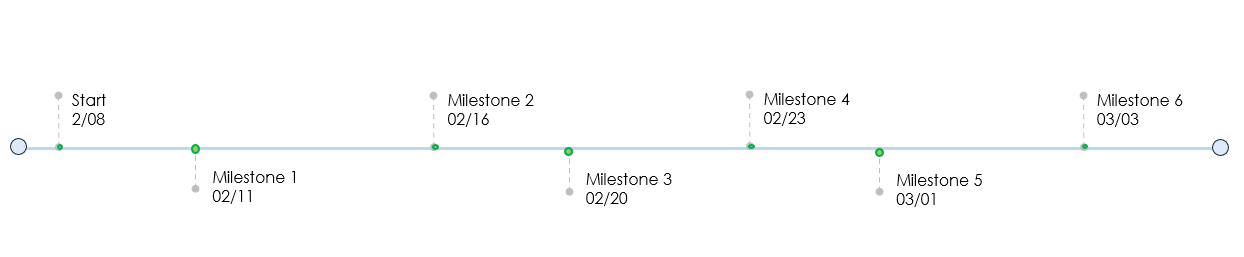 Start
2/08
Milestone 1
02/11
Milestone 2
02/16
Milestone 3
02/20
Milestone 4
02/23
Milestone 5
03/01
Milestone 6
03/03